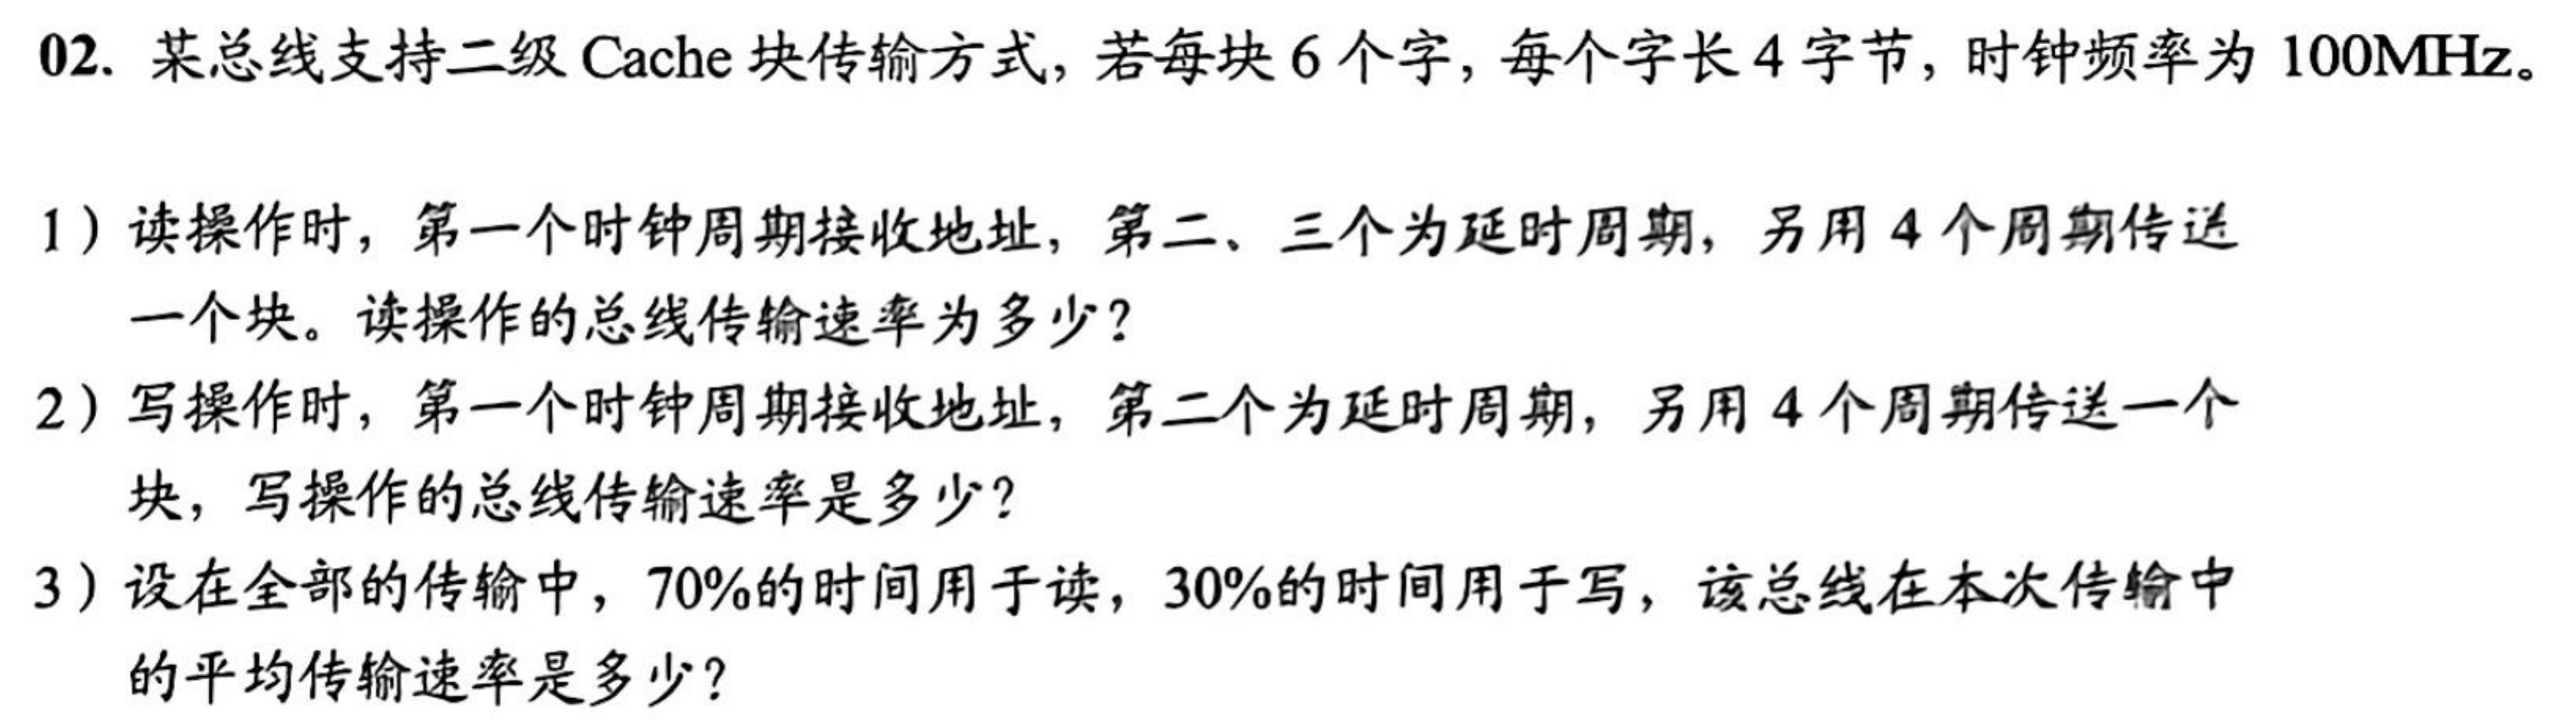 02. 某总线支持二级 Cache 块传输方式，若每块 6 个字，每个字长 4 字节，时钟频率为 100MHz。
1）读操作时，第一个时钟周期接收地址，第二、三个为延时周期，另用 4 个周期传送
一个块。读操作的总线传输速率为多少？
2）写操作时，第一个时钟周期接收地址，第二个为延时周期，另用 4 个周期传送一个
块，写操作的总线传输速率是多少？
3）设在全部的传输中，70%的时间用于读，30%的时间用于写，该总线在本次传输中
的平均传输速率是多少？